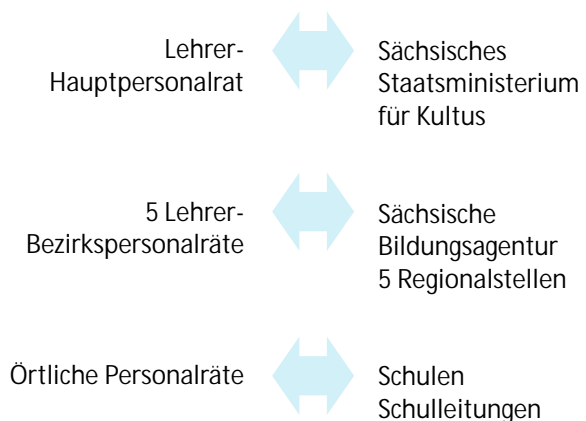 Lehrer-
Hauptpersonalrat
Sächsisches
Staatsministerium
für Kultus
5 Lehrer-
Bezirkspersonalräte
Sächsische
Bildungsagentur
5 Regionalstellen
Örtliche Personalräte
Schulen
Schulleitungen